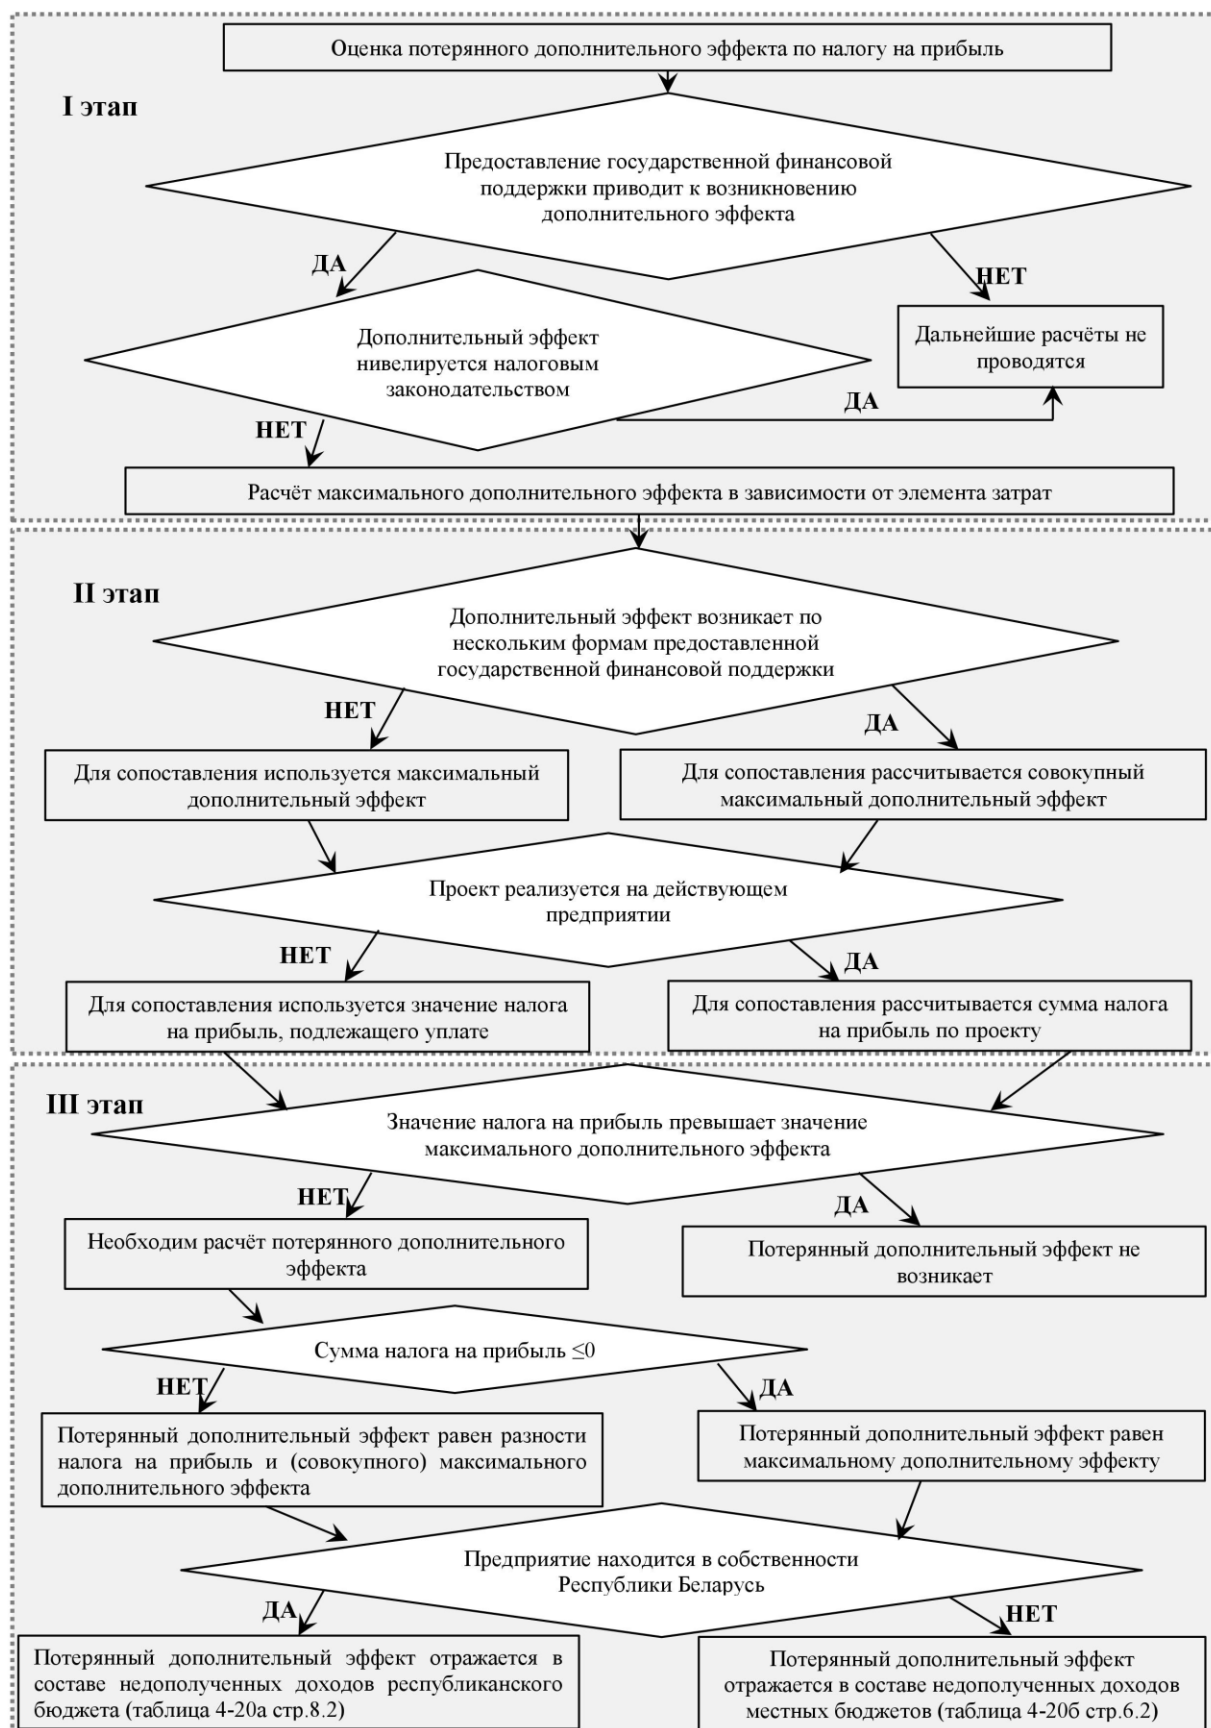 Оценка потерянного дополнительного эффекта по налогу на прибыль
I этап
Предоставление государственной финансовой
поддержки приводит к возникновению
дополнительного эффекта
ДА
НЕТ
Дополнительный эффект
нивелируется налоговым
законодательством
Дальнейшие расчёты не
проводятся
ДА
НЕТ
Расчёт максимального дополнительного эффекта в зависимости от элемента затрат
II этап
Дополнительный эффект возникает по
нескольким формам предоставленной
государственной финансовой поддержки
НЕТ
ДА
Для сопоставления используется максимальный
дополнительный эффект
Для сопоставления рассчитывается совокупный
максимальный дополнительный эффект
Проект реализуется на действующем
предприятии
НЕТ
ДА
Для сопоставления используется значение налога
на прибыль, подлежащего уплате
Для сопоставления рассчитывается сумма налога
на прибыль по проекту
III этап
Значение налога на прибыль превышает значение
максимального дополнительного эффекта
НЕТ
ДА
Необходим расчёт потерянного дополнительного
эффекта
Потерянный дополнительный эффект не
возникает
Сумма налога на прибыль ≤0
НЕТ
ДА
Потерянный дополнительный эффект равен разности
налога на прибыль и (совокупного) максимального
дополнительного эффекта
Потерянный дополнительный эффект равен
максимальному дополнительному эффекту
Предприятие находится в собственности
Республики Беларусь
ДА
НЕТ
Потерянный дополнительный эффект отражается в
составе недополученных доходов республиканского
бюджета (таблица 4-20а стр.8.2)
Потерянный дополнительный эффект
отражается в составе недополученных доходов
местных бюджетов (таблица 4-20б стр.6.2)